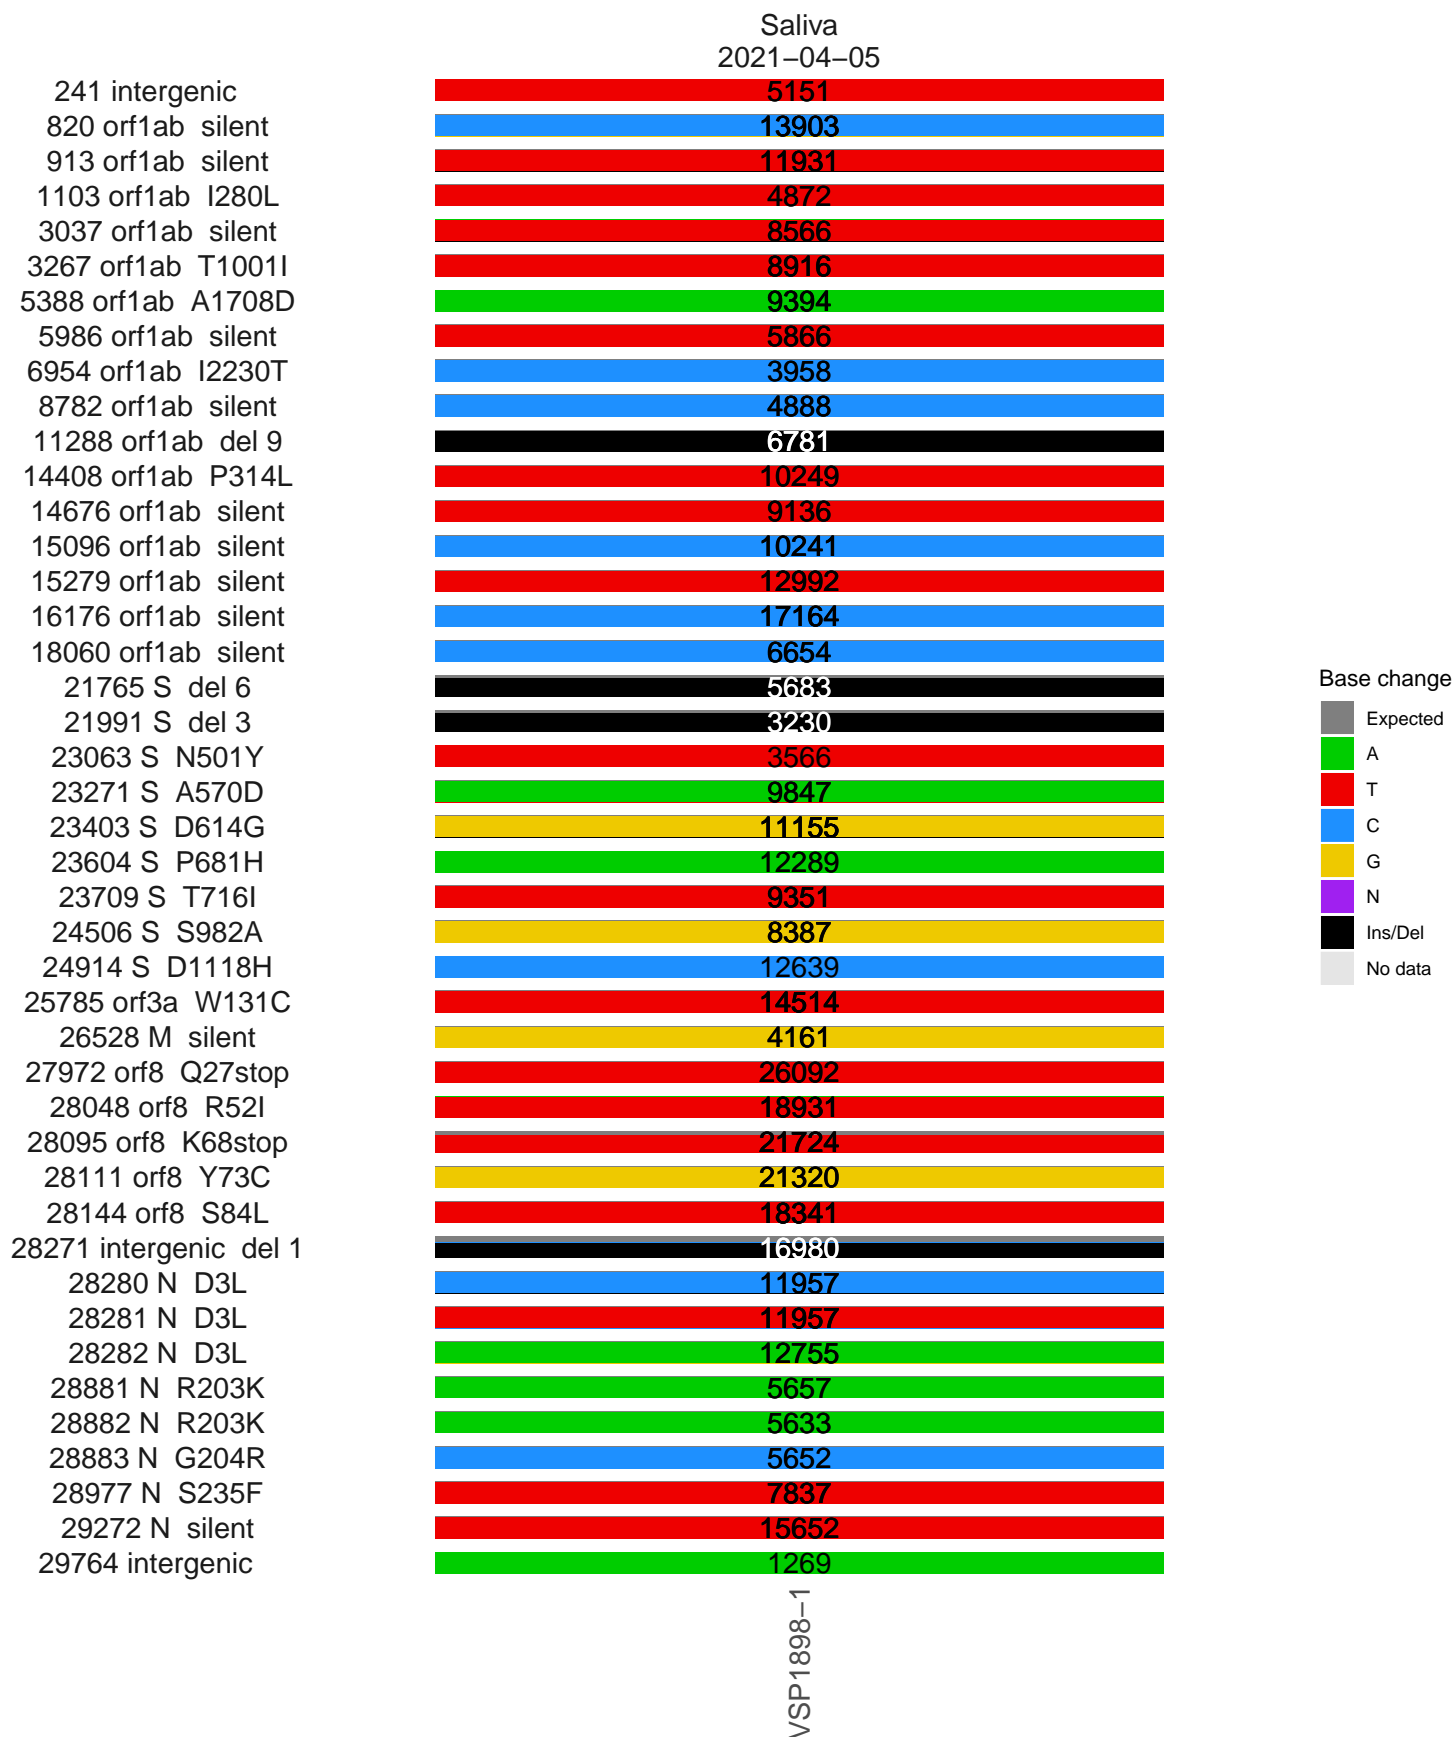 Saliva
2021−04−05
241 intergenic 5151
820 orf1ab silent 13903
913 orf1ab silent 11931
1103 orf1ab I280L 4872
3037 orf1ab silent 8566
3267 orf1ab T1001I 8916
5388 orf1ab A1708D 9394
5986 orf1ab silent 5866
6954 orf1ab I2230T 3958
8782 orf1ab silent 4888
11288 orf1ab del 9 6781
14408 orf1ab P314L 10249
14676 orf1ab silent 9136
15096 orf1ab silent 10241
15279 orf1ab silent 12992
16176 orf1ab silent 17164
18060 orf1ab silent 6654
21765 S del 6 5683
21991 S del 3 3230
23063 S N501Y 3566
23271 S A570D 9847
23403 S D614G 11155
23604 S P681H 12289
23709 S T716I 9351
24506 S S982A 8387
24914 S D1118H 12639
25785 orf3a W131C 14514
26528 M silent 4161
27972 orf8 Q27stop 26092
28048 orf8 R52I 18931
28095 orf8 K68stop 21724
28111 orf8 Y73C 21320
28144 orf8 S84L 18341
28271 intergenic del 1 16980
28280 N D3L 11957
28281 N D3L 11957
28282 N D3L 12755
28881 N R203K 5657
28882 N R203K 5633
28883 N G204R 5652
28977 N S235F 7837
29272 N silent 15652
29764 intergenic 1269
VSP1898−1
Base change
Expected
A
T
C
G
N
Ins/Del
No data